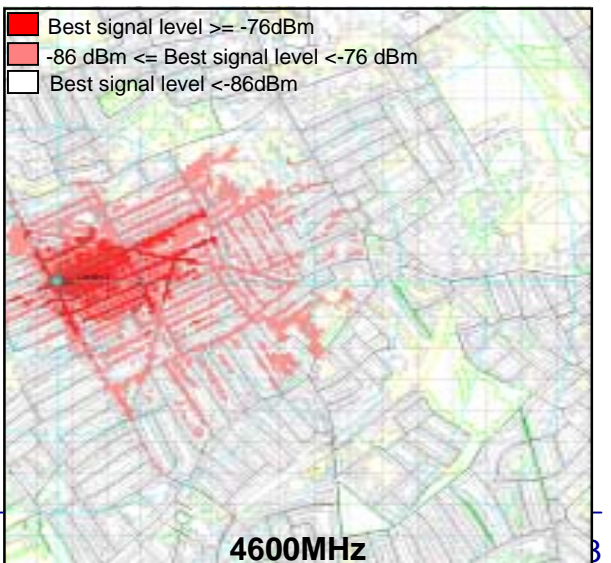 Best signal level >= -76dBm
-86 dBm <= Best signal level <-76 dBm
Best signal level <-86dBm
4600MHz